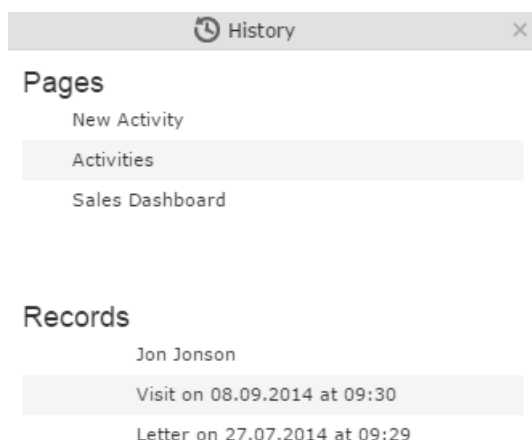 History
Pages
New Activity
Activities
Sales Dashboard
Records
Jon Jonson
Visit on 08.09.2014 at 09:30
Letter on 27.07.2014 at 09:29